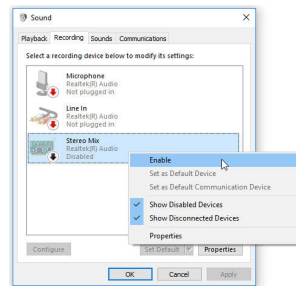 Sound
Playback Recording Sounds Communications
Select a recording device below to modify its settings:
Microphone
Realtek(R) Audio
Not plugged in
Line In
Realtek(R) Audio
Not plugged in
Stereo Mix
Realtek(R) Audio
Disabled
Enable
Set as Default Device
Set as Default Communication Device
Show Disabled Devices
Show Disconnected Devices
Properties
Configure Set Default Properties
OK Cancel Apply